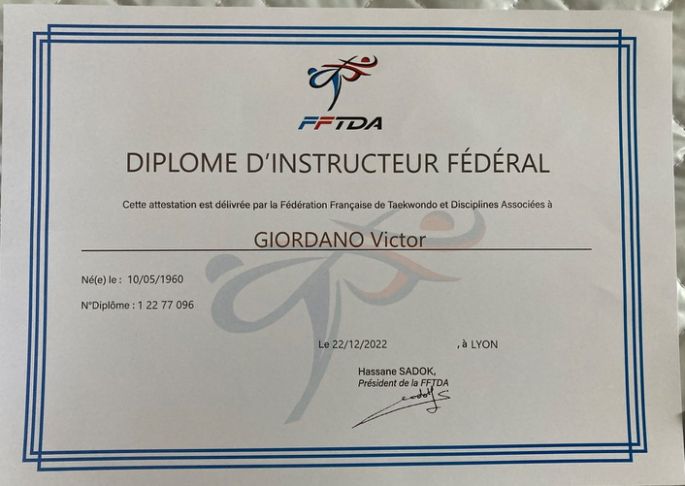 FFTDA
DIPLOME D'INSTRUCTEUR FÉDÉRAL
Cette attestation est délivrée par la Fédération Française de Taekwondo et Disciplines Associées à
GIORDANO Victor
Né(e) le : 10/05/1960
N°Diplôme : 1 22 77 096
Le 22/12/2022 , à LYON
Hassane SADOK,
Président de la FFTDA